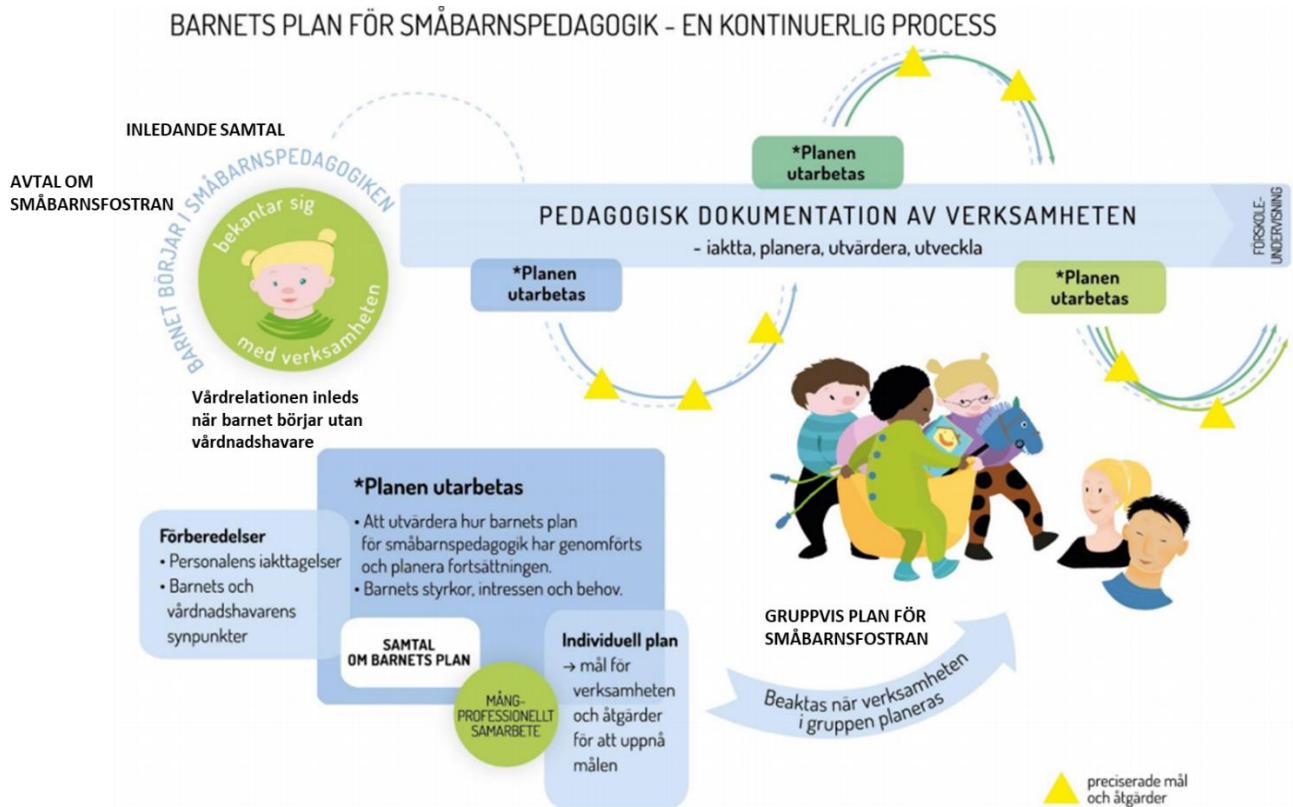 BARNETS PLAN FÖR SMÅBARNSPEDAGOGIK - EN KONTINUERLIG PROCESS
INLEDANDE SAMTAL
AVTAL OM
SMÅBARNSFOSTRAN
BARNET BÖRJAR I SMÅBARNSPEDAGOGIKEN
bekantar sig
med verksamheten
Vårdrelationen inleds
när barnet börjar utan
vårdnadshavare
*Planen
utarbetas
PEDAGOGISK DOKUMENTATION AV VERKSAMHETEN
- iaktta, planera, utvärdera, utveckla
FÖRSKOLE-
UNDERVISNING
*Planen
utarbetas
*Planen
utarbetas
*Planen utarbetas
• Att utvärdera hur barnets plan
för småbarnspedagogik har genomförts
och planera fortsättningen.
• Barnets styrkor, intressen och behov.
Förberedelser
• Personalens iakttagelser
• Barnets och
vårdnadshavarens
synpunkter
SAMTAL
OM BARNETS PLAN
MÅNG-
PROFESSIONELLT
SAMARBETE
Individuell plan
→ mål för
verksamheten
och åtgärder
för att uppnå
målen
GRUPPVIS PLAN FÖR
SMÅBARNSFOSTRAN
Beaktas när verksamheten
i gruppen planeras
preciserade mål
och åtgärder